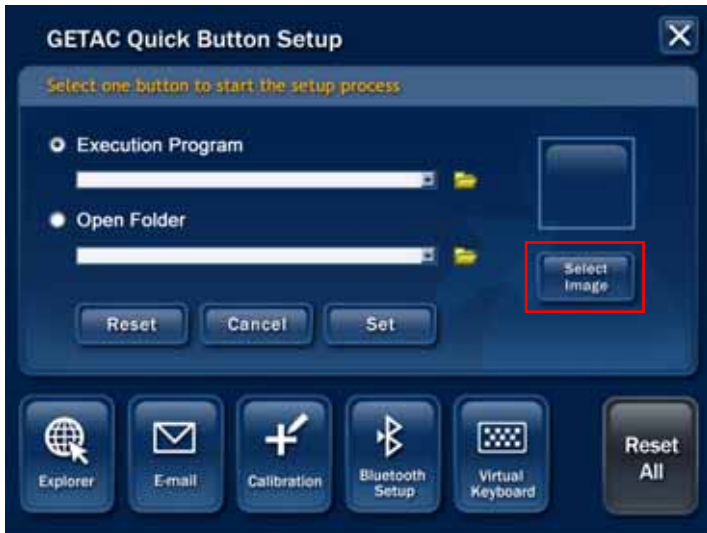 GETAC Quick Button Setup
Select one button to start the setup process
Execution Program
Open Folder
Select
Image
Reset
Cancel
Set
Explorer
E-mail
Calibration
Bluetooth
Setup
Virtual
Keyboard
Reset
All